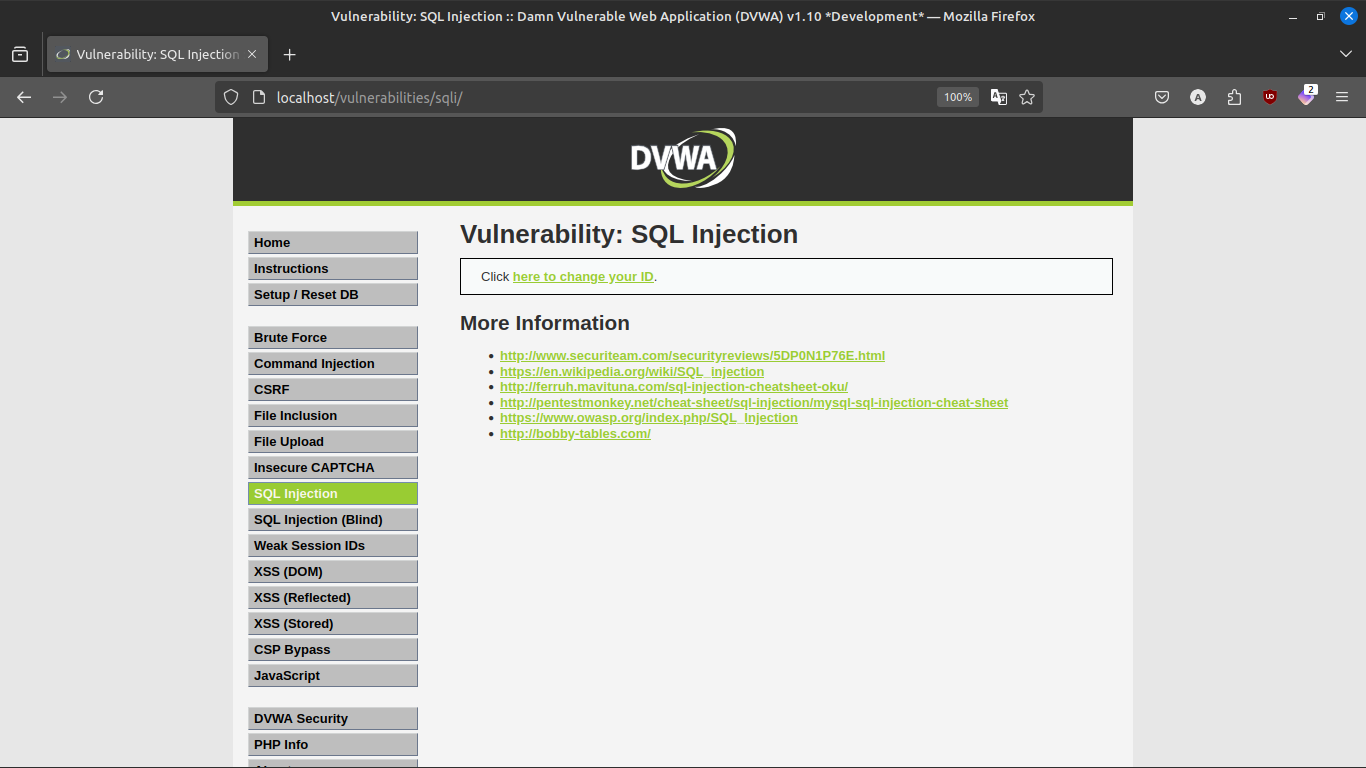 Vulnerability: SQL Injection :: Damn Vulnerable Web Application (DVWA) v1.10 *Development* — Mozilla Firefox
Vulnerability: SQL Injection
localhost/vulnerabilities/sqli/
100%
A
UO
2
DVWA
Home
Instructions
Setup / Reset DB
Brute Force
Command Injection
CSRF
File Inclusion
File Upload
Insecure CAPTCHA
SQL Injection
SQL Injection (Blind)
Weak Session IDs
XSS (DOM)
XSS (Reflected)
XSS (Stored)
CSP Bypass
JavaScript
DVWA Security
PHP Info
Vulnerability: SQL Injection
Click here to change your ID.
More Information
http://www.securiteam.com/securityreviews/5DP0N1P76E.html
https://en.wikipedia.org/wiki/SQL_injection
http://ferruh.mavituna.com/sql-injection-cheatsheet-oku/
http://pentestmonkey.net/cheat-sheet/sql-injection/mysql-sql-injection-cheat-sheet
https://www.owasp.org/index.php/SQL_Injection
http://bobby-tables.com/